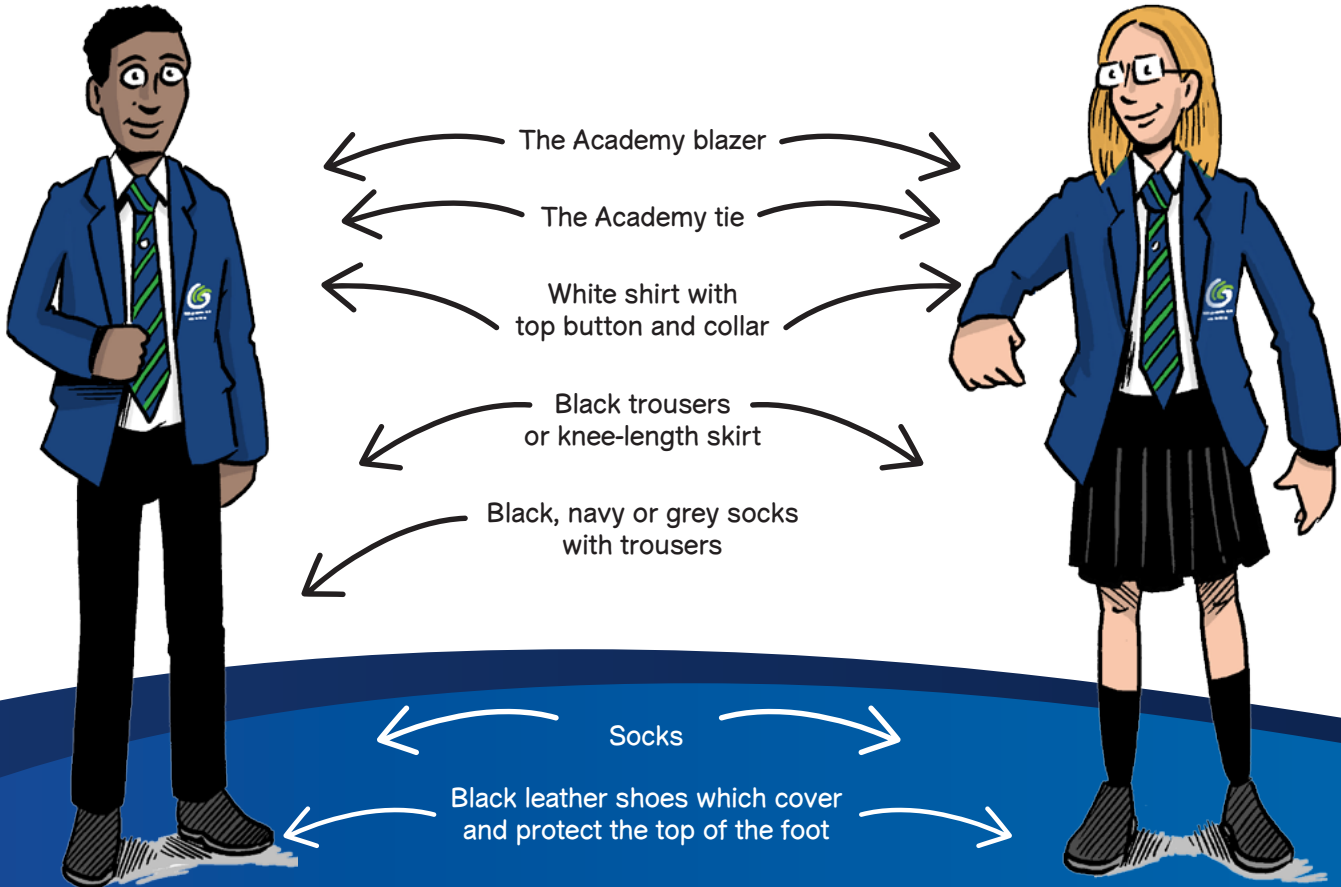 The Academy blazer
The Academy tie
White shirt with
top button and collar
Black trousers
or knee-length skirt
Black, navy or grey socks
with trousers
Socks
Black leather shoes which cover
and protect the top of the foot